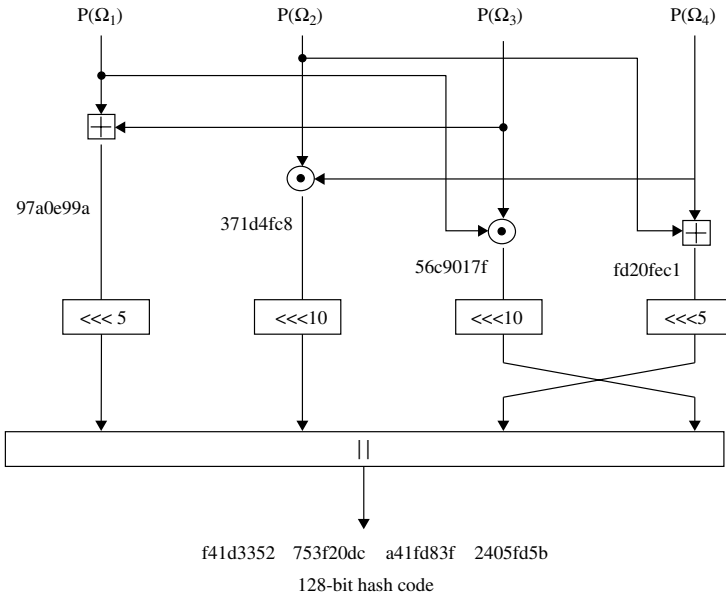 P(Ω₁) P(Ω₂) P(Ω₃) P(Ω₄)
97a0e99a
371d4fc8
56c9017f
fd20fec1
<<< 5 <<<10 <<<10 <<<5
||
f41d3352 753f20dc a41fd83f 2405fd5b
128-bit hash code